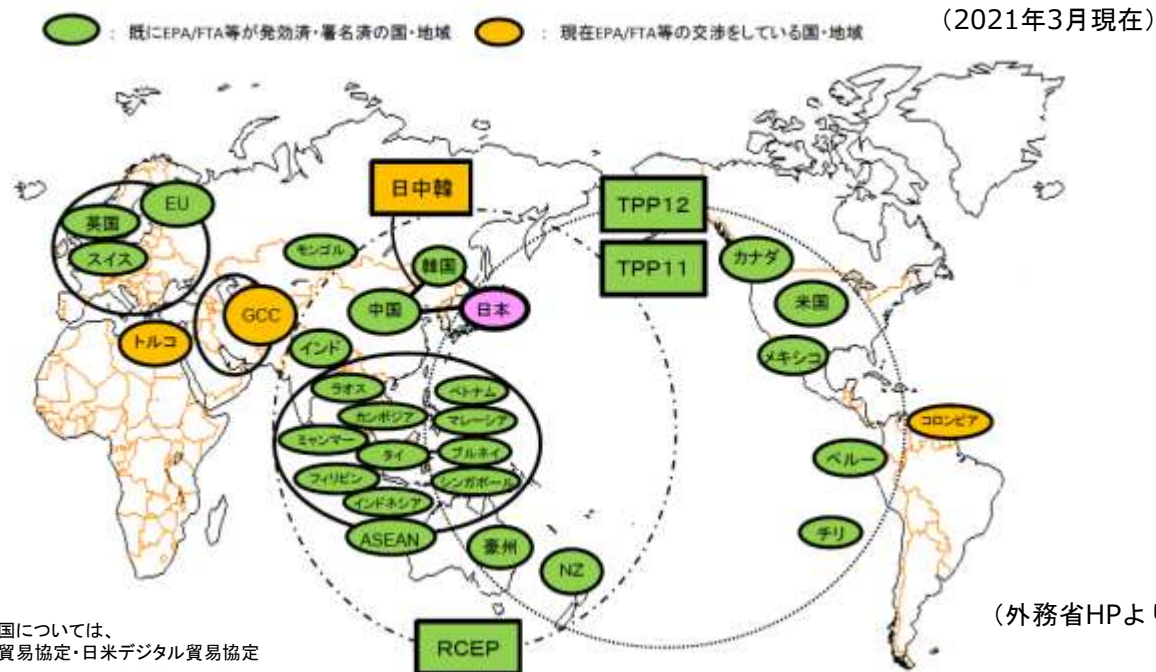 (2021年3月現在)
: 既にEPA/FTA等が発効済・署名済の国・地域
: 現在EPA/FTA等の交渉をしている国・地域
日中韓
TPP12
EU
英国
TPP11
スイス
モンゴル
韓国
カナダ
中国
日本
米国
GCC
トルコ
インド
メキシコ
ラオス
ベトナム
カンボジア
マレーシア
コロンビア
ミャンマー
タイ
ブルネイ
ペルー
フィリピン
シンガポール
インドネシア
ASEAN
豪州
チリ
NZ
(外務省HPより
国については、
貿易協定・日米デジタル貿易協定
RCEP